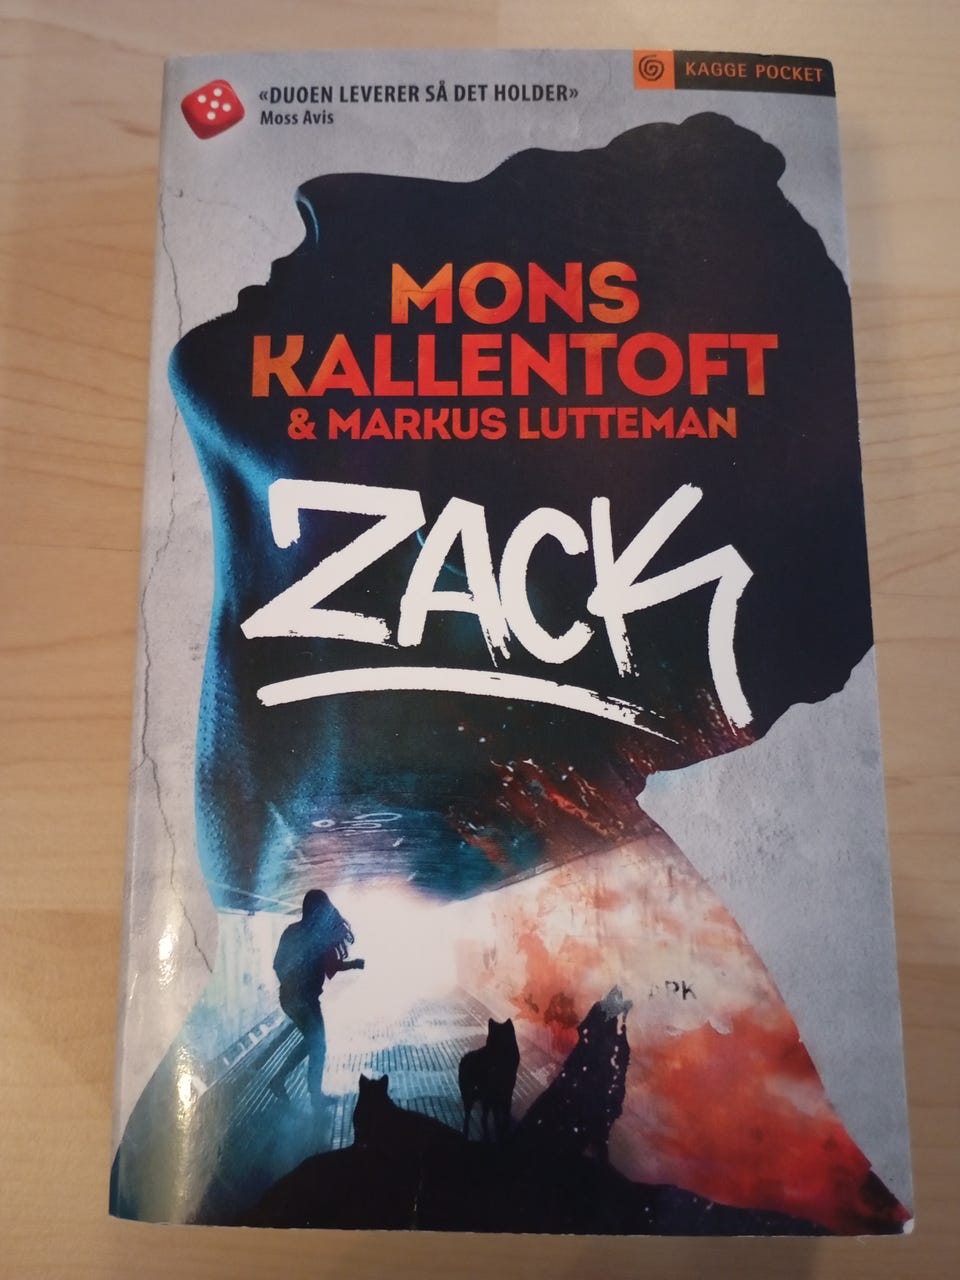 «DUOEN LEVERER SÅ DET HOLDER»
Moss Avis
KAGGE POCKET
MONS
KALLENTOFT
& MARKUS LUTTEMAN
ZACK